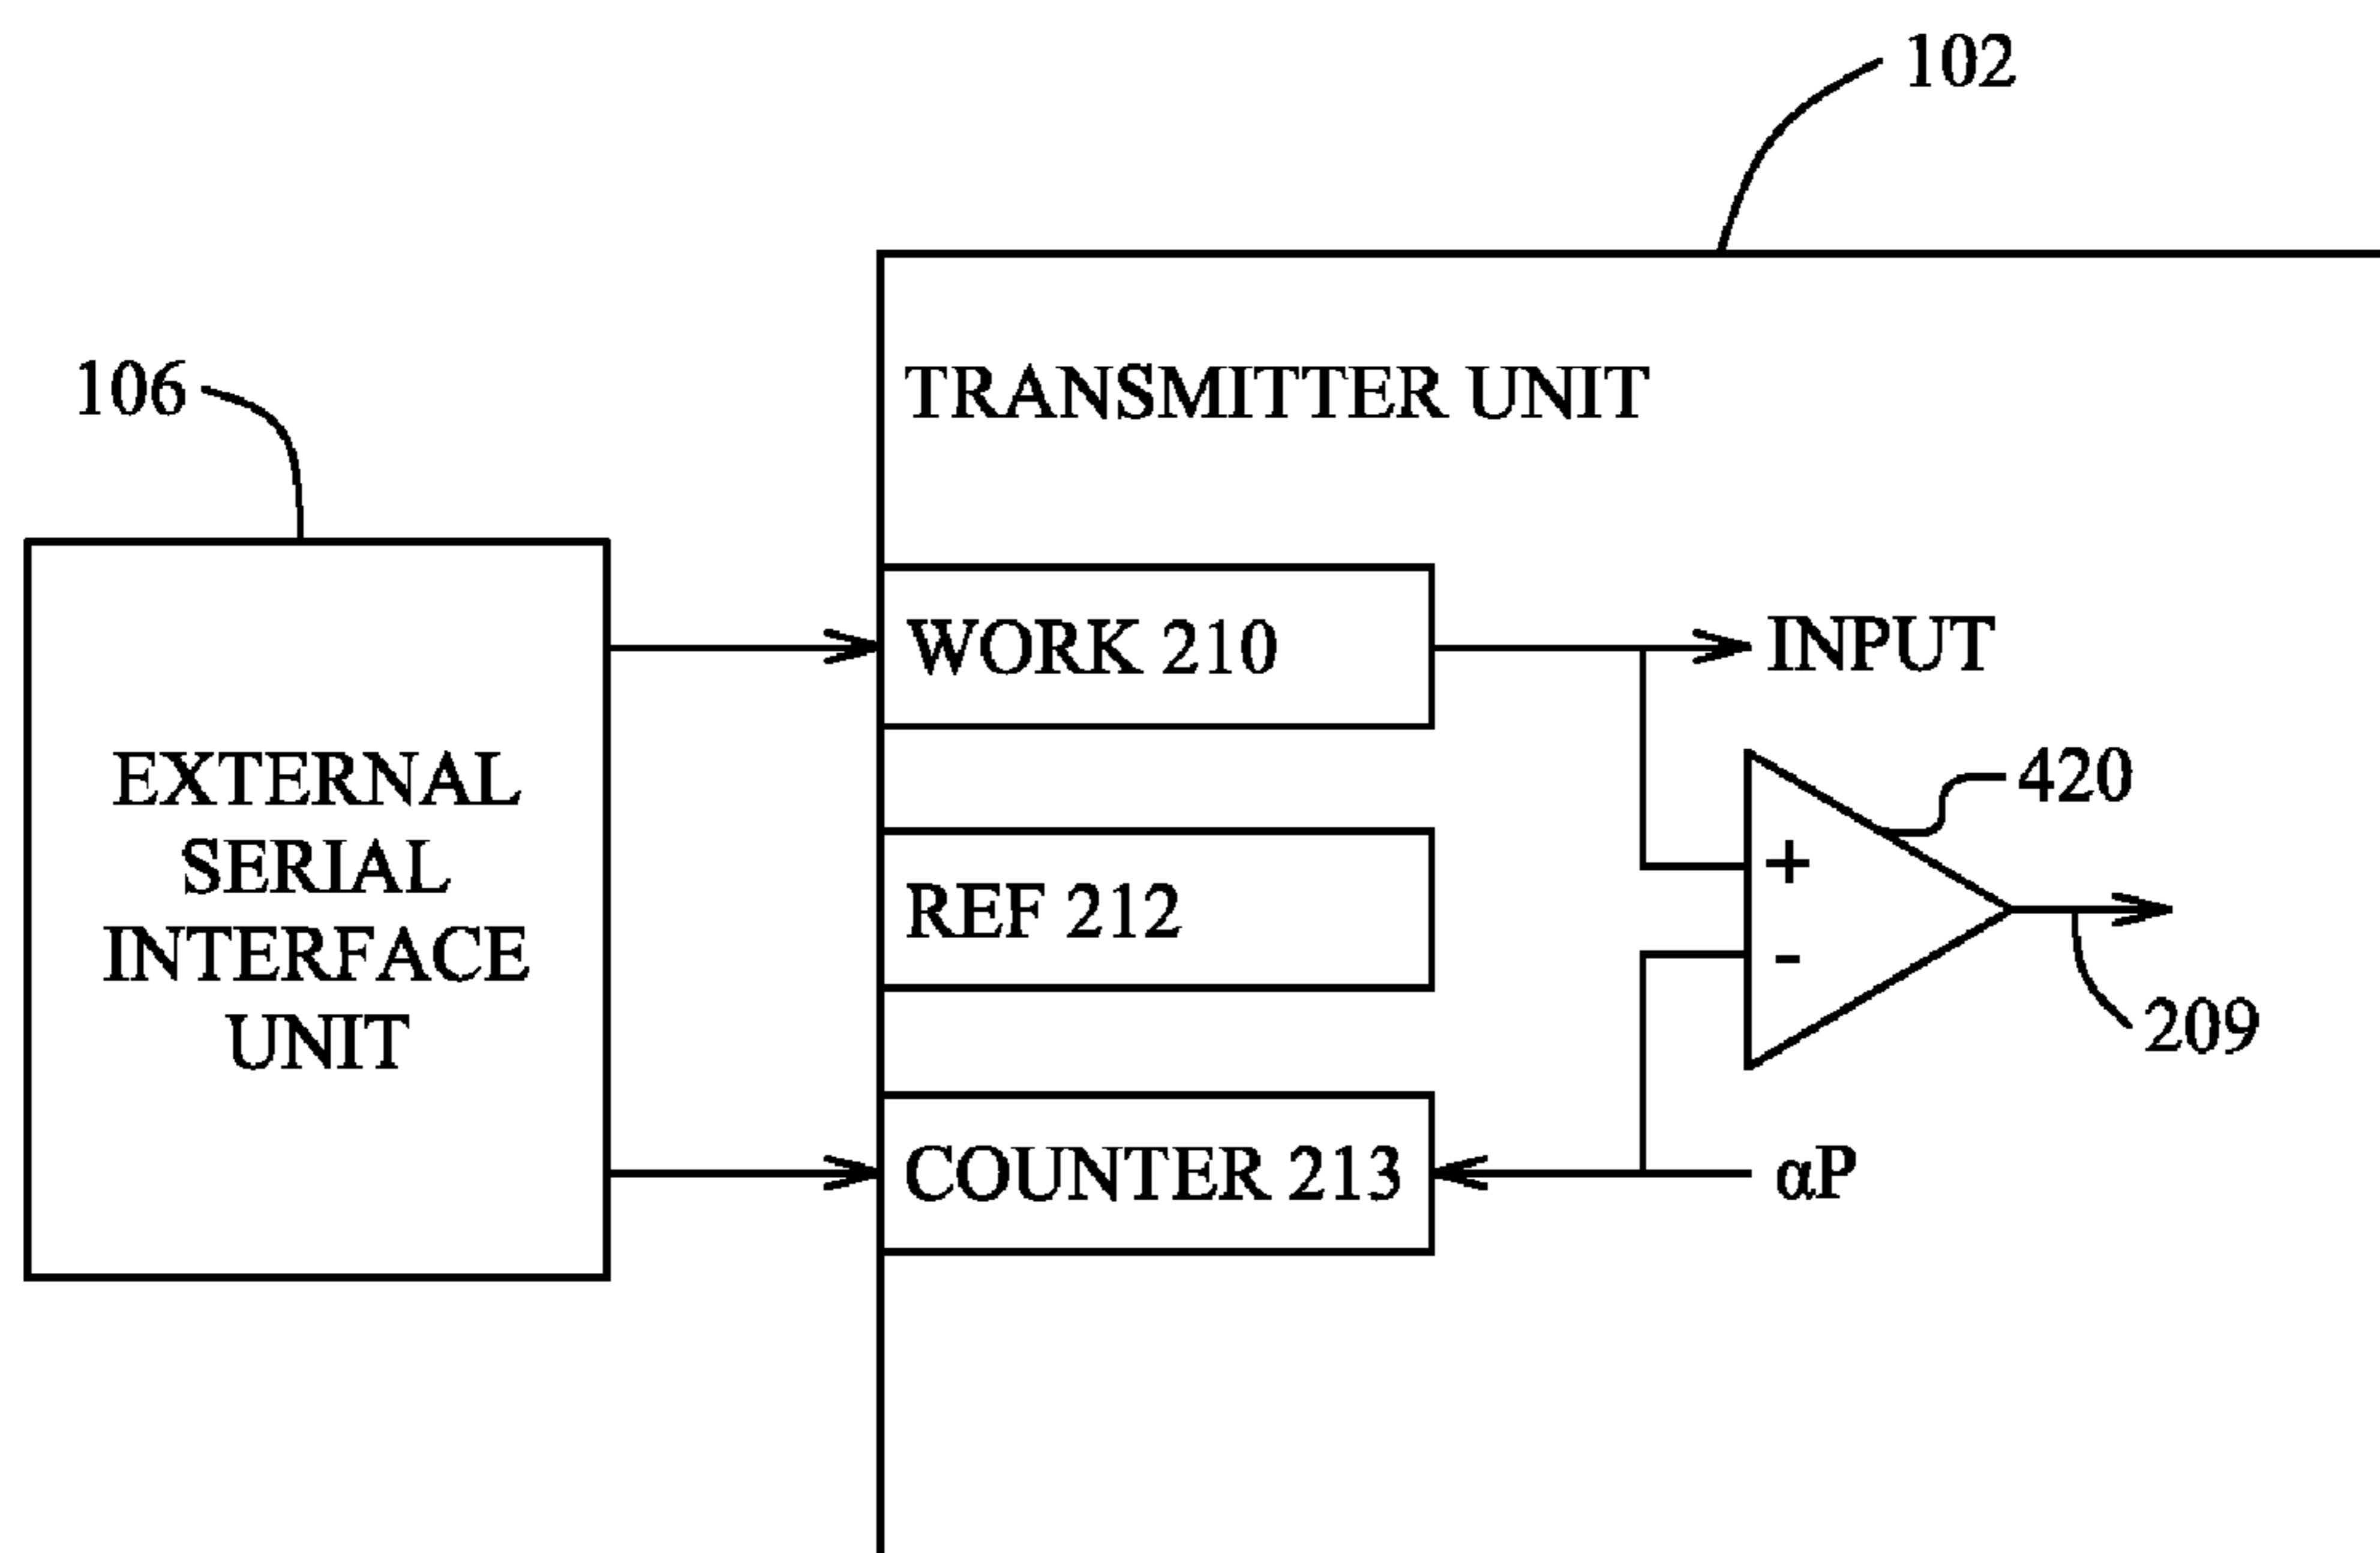 102
106
TRANSMITTER UNIT
WORK 210
INPUT
EXTERNAL
SERIAL
INTERFACE
UNIT
420
+
REF 212
-
209
COUNTER 213
αP